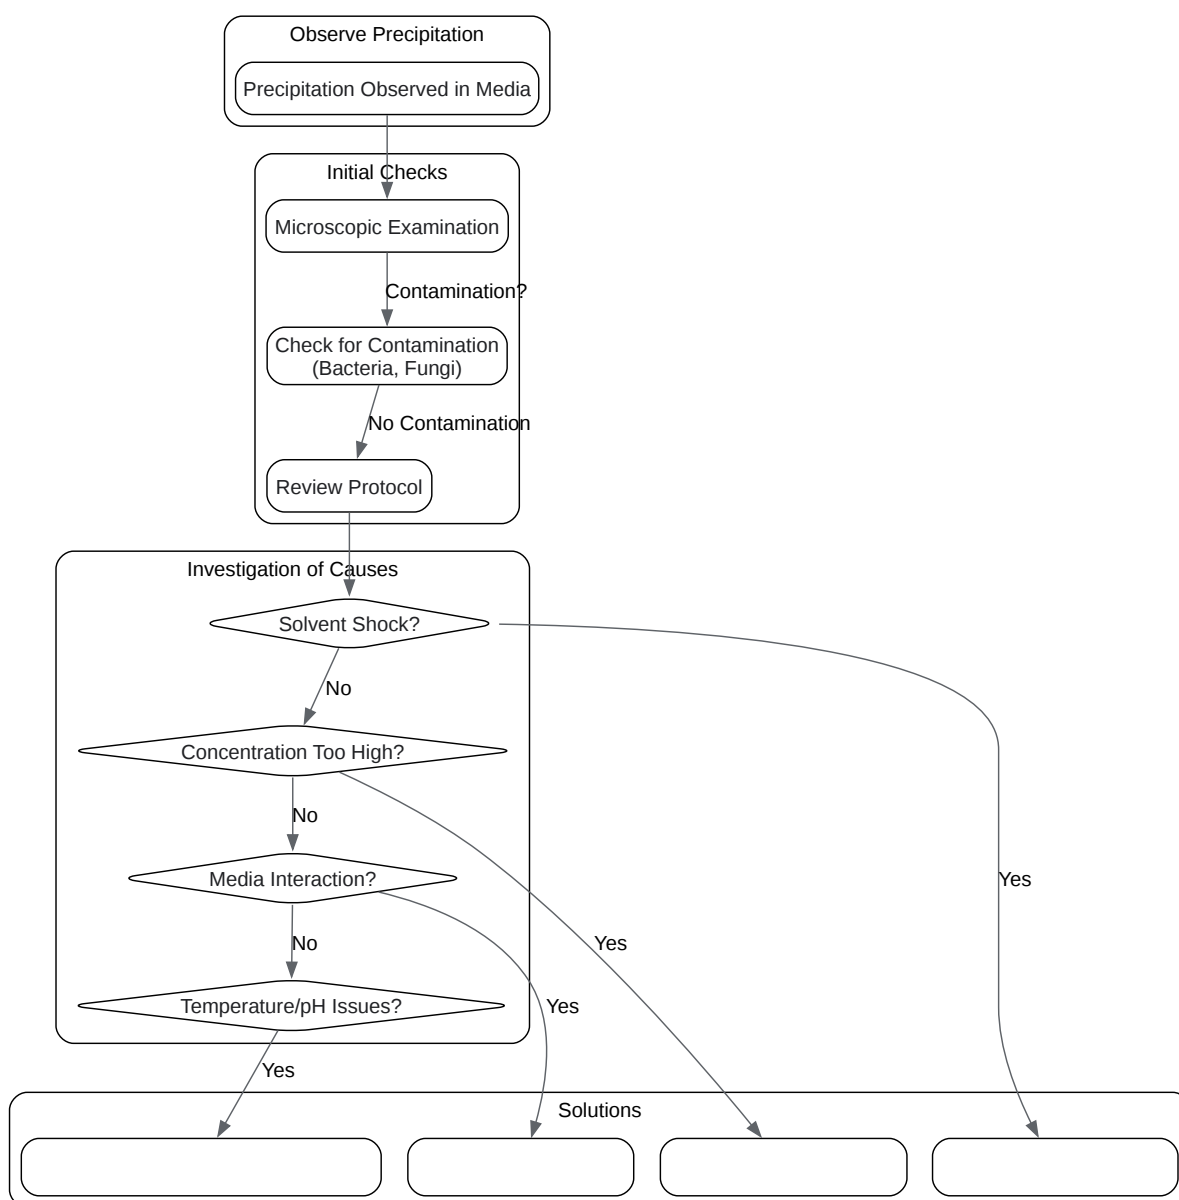 Observe Precipitation
Precipitation Observed in Media
Initial Checks
Microscopic Examination
Contamination?
Check for Contamination
(Bacteria, Fungi)
No Contamination
Review Protocol
Investigation of Causes
Solvent Shock?
No
Concentration Too High?
No
Yes
Media Interaction?
No
Yes
Yes
Temperature/pH Issues?
Yes
Solutions